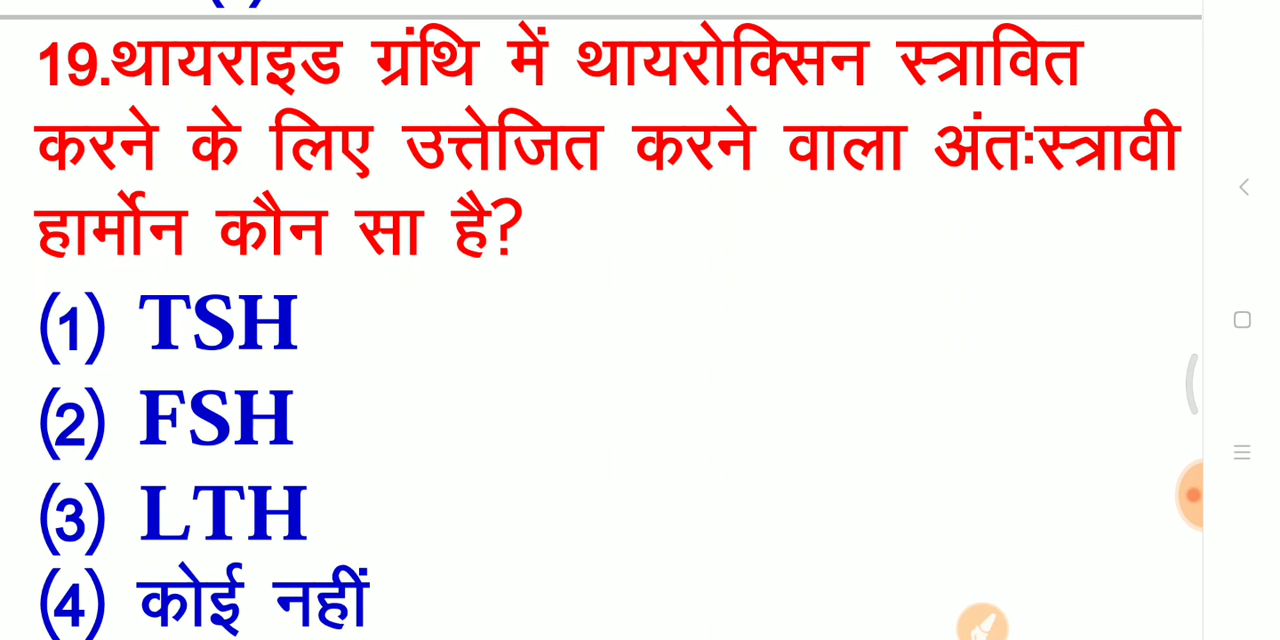 19.थायराइड ग्रंथि में थायरोक्सिन स्त्रावित
करने के लिए उत्तेजित करने वाला अंतःस्त्रावी
हार्मोन कौन सा है?
(1) TSH
(2) FSH
(3) LTH
(4) कोई नहीं